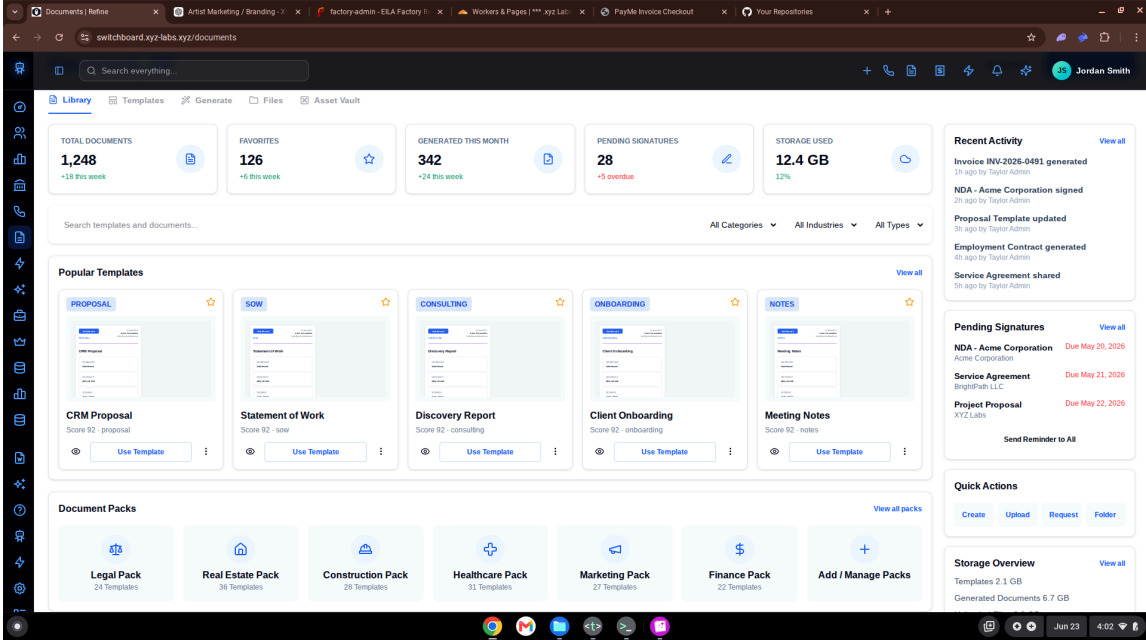 Documents | Refine
Artist Marketing / Branding - X
factory-admin - EILA Factory R
Workers & Pages | *** .xyz Lab
PayMe Invoice Checkout
Your Repositories
switchboard.xyz-labs.xyz/documents
Search everything...
JS
Jordan Smith
Library
Templates
Generate
Files
Asset Vault
TOTAL DOCUMENTS
1,248
+18 this week
FAVORITES
126
+6 this week
GENERATED THIS MONTH
342
+24 this week
PENDING SIGNATURES
28
+5 overdue
STORAGE USED
12.4 GB
12%
Search templates and documents...
All Categories
All Industries
All Types
Popular Templates
View all
PROPOSAL
CRM Proposal
CRM Proposal
Score 92 · proposal
Use Template
SOW
Statement of Work
Statement of Work
Score 92 · sow
Use Template
CONSULTING
Discovery Report
Discovery Report
Score 92 · consulting
Use Template
ONBOARDING
Client Onboarding
Client Onboarding
Score 92 · onboarding
Use Template
NOTES
Meeting Notes
Meeting Notes
Score 92 · notes
Use Template
Document Packs
View all packs
Legal Pack
24 Templates
Real Estate Pack
36 Templates
Construction Pack
28 Templates
Healthcare Pack
31 Templates
Marketing Pack
27 Templates
Finance Pack
22 Templates
Add / Manage Packs
Recent Activity
View all
Invoice INV-2026-0491 generated
1h ago by Taylor Admin
NDA - Acme Corporation signed
2h ago by Taylor Admin
Proposal Template updated
3h ago by Taylor Admin
Employment Contract generated
4h ago by Taylor Admin
Service Agreement shared
5h ago by Taylor Admin
Pending Signatures
View all
NDA - Acme Corporation
Due May 20, 2026
Acme Corporation
Service Agreement
Due May 21, 2026
BrightPath LLC
Project Proposal
Due May 22, 2026
XYZ Labs
Send Reminder to All
Quick Actions
Create
Upload
Request
Folder
Storage Overview
View all
Templates 2.1 GB
Generated Documents 6.7 GB
Jun 23
4:02